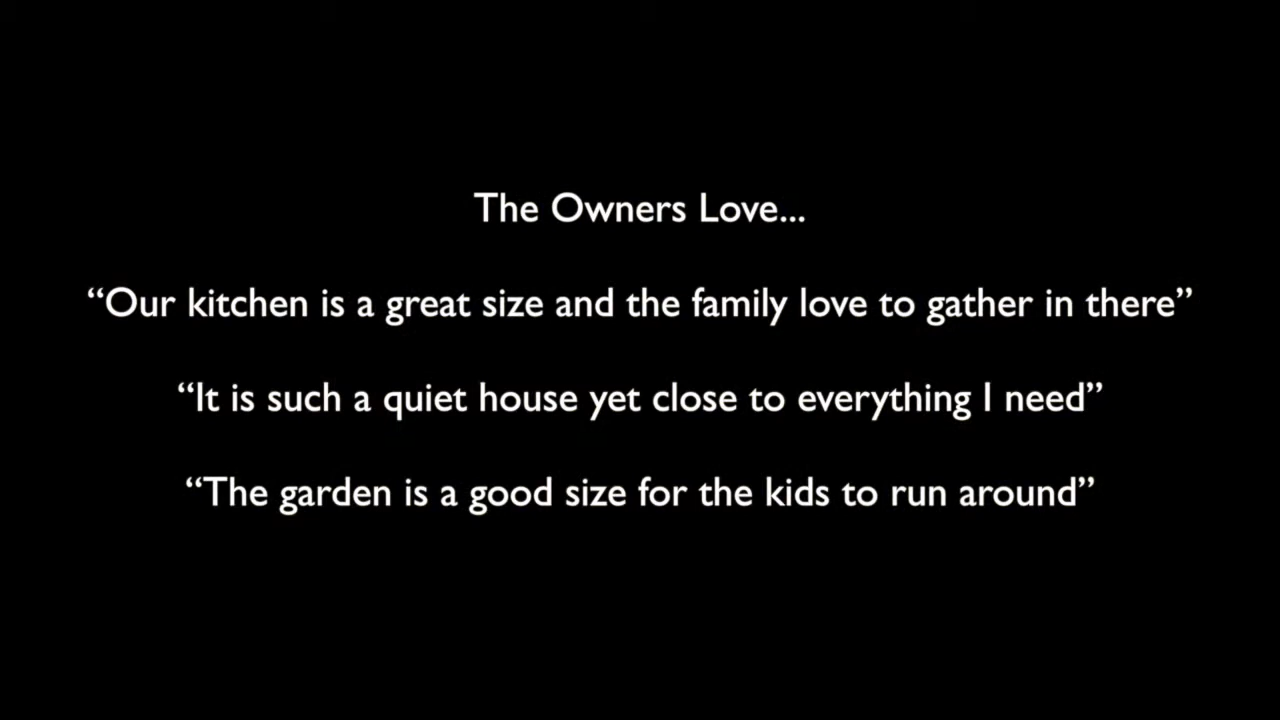 The Owners Love...
“Our kitchen is a great size and the family love to gather in there”
“It is such a quiet house yet close to everything I need”
“The garden is a good size for the kids to run around”